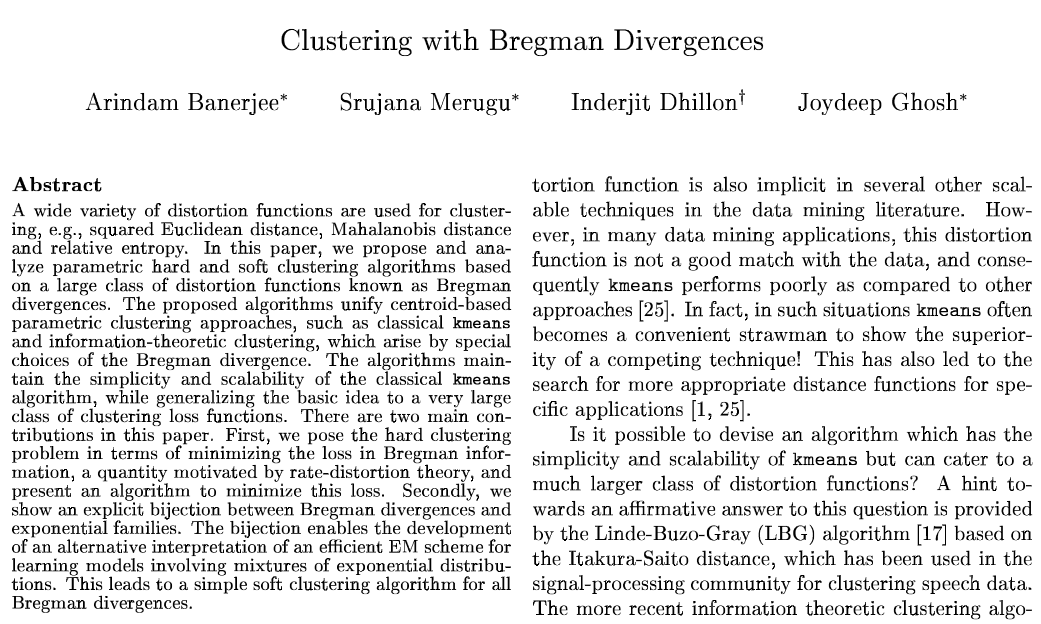 Clustering with Bregman Divergences
Arindam Banerjee* Srujana Merugu* Inderjit Dhillon† Joydeep Ghosh*
Abstract
A wide variety of distortion functions are used for cluster-
ing, e.g., squared Euclidean distance, Mahalanobis distance
and relative entropy. In this paper, we propose and ana-
lyze parametric hard and soft clustering algorithms based
on a large class of distortion functions known as Bregman
divergences. The proposed algorithms unify centroid-based
parametric clustering approaches, such as classical kmeans
and information-theoretic clustering, which arise by special
choices of the Bregman divergence. The algorithms main-
tain the simplicity and scalability of the classical kmeans
algorithm, while generalizing the basic idea to a very large
class of clustering loss functions. There are two main con-
tributions in this paper. First, we pose the hard clustering
problem in terms of minimizing the loss in Bregman infor-
mation, a quantity motivated by rate-distortion theory, and
present an algorithm to minimize this loss. Secondly, we
show an explicit bijection between Bregman divergences and
exponential families. The bijection enables the development
of an alternative interpretation of an efficient EM scheme for
learning models involving mixtures of exponential distribu-
tions. This leads to a simple soft clustering algorithm for all
Bregman divergences.
tortion function is also implicit in several other scal-
able techniques in the data mining literature. How-
ever, in many data mining applications, this distortion
function is not a good match with the data, and conse-
quently kmeans performs poorly as compared to other
approaches [25]. In fact, in such situations kmeans often
becomes a convenient strawman to show the superior-
ity of a competing technique! This has also led to the
search for more appropriate distance functions for spe-
cific applications [1, 25].
Is it possible to devise an algorithm which has the
simplicity and scalability of kmeans but can cater to a
much larger class of distortion functions? A hint to-
wards an affirmative answer to this question is provided
by the Linde-Buzo-Gray (LBG) algorithm [17] based on
the Itakura-Saito distance, which has been used in the
signal-processing community for clustering speech data.
The more recent information theoretic clustering algo-